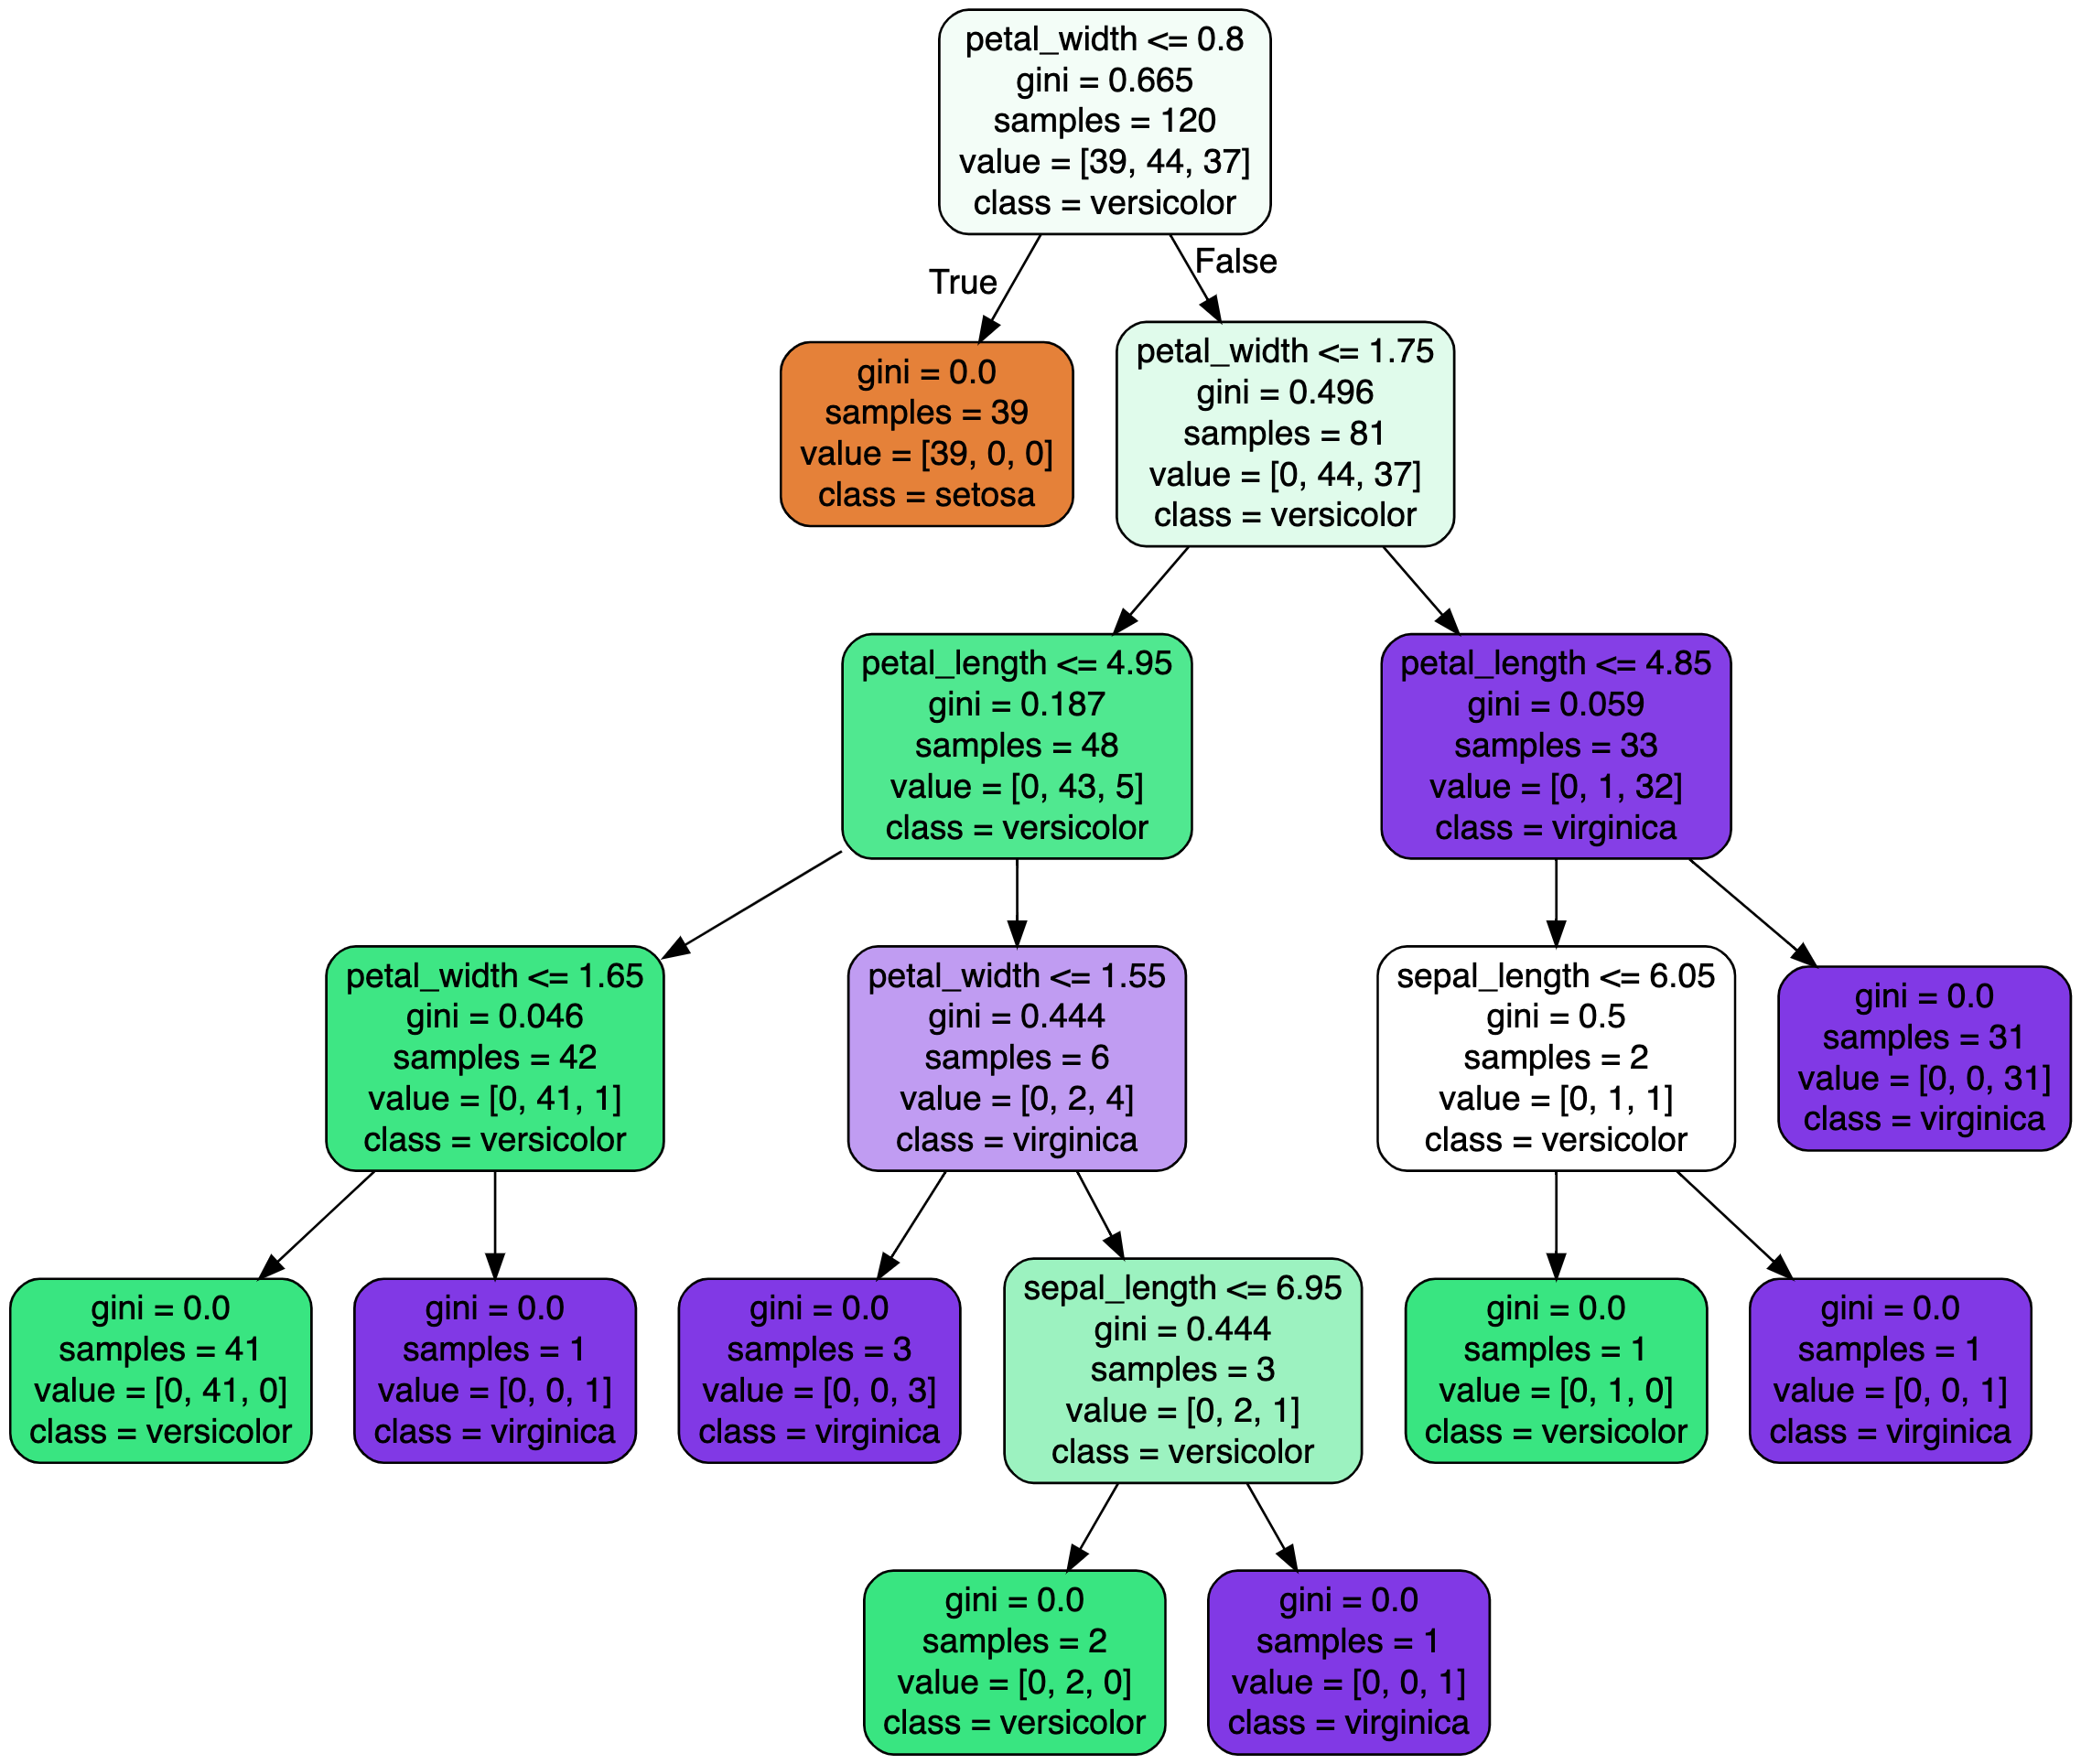 petal_width <= 0.8
gini = 0.665
samples = 120
value = [39, 44, 37]
class = versicolor
True
False
gini = 0.0
samples = 39
value = [39, 0, 0]
class = setosa
petal_width <= 1.75
gini = 0.496
samples = 81
value = [0, 44, 37]
class = versicolor
petal_length <= 4.95
gini = 0.187
samples = 48
value = [0, 43, 5]
class = versicolor
petal_length <= 4.85
gini = 0.059
samples = 33
value = [0, 1, 32]
class = virginica
petal_width <= 1.65
gini = 0.046
samples = 42
value = [0, 41, 1]
class = versicolor
petal_width <= 1.55
gini = 0.444
samples = 6
value = [0, 2, 4]
class = virginica
sepal_length <= 6.05
gini = 0.5
samples = 2
value = [0, 1, 1]
class = versicolor
gini = 0.0
samples = 31
value = [0, 0, 31]
class = virginica
gini = 0.0
samples = 41
value = [0, 41, 0]
class = versicolor
gini = 0.0
samples = 1
value = [0, 0, 1]
class = virginica
gini = 0.0
samples = 3
value = [0, 0, 3]
class = virginica
sepal_length <= 6.95
gini = 0.444
samples = 3
value = [0, 2, 1]
class = versicolor
gini = 0.0
samples = 1
value = [0, 1, 0]
class = versicolor
gini = 0.0
samples = 1
value = [0, 0, 1]
class = virginica
gini = 0.0
samples = 2
value = [0, 2, 0]
class = versicolor
gini = 0.0
samples = 1
value = [0, 0, 1]
class = virginica